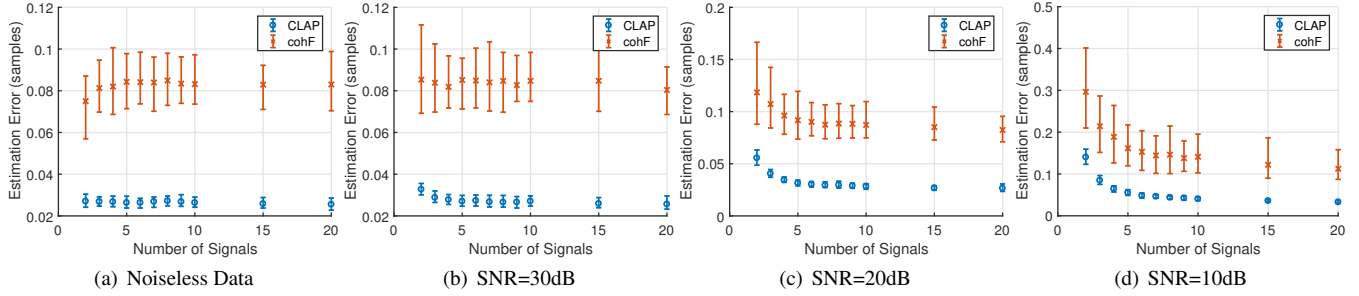 0.12
0.1
0.08
0.06
0.04
0.02
Estimation Error (samples)
CLAP
cohF
0 5 10 15 20
Number of Signals
(a) Noiseless Data
0.12
0.1
0.08
0.06
0.04
0.02
Estimation Error (samples)
CLAP
cohF
0 5 10 15 20
Number of Signals
(b) SNR=30dB
0.2
0.15
0.1
0.05
0
Estimation Error (samples)
CLAP
cohF
0 5 10 15 20
Number of Signals
(c) SNR=20dB
0.5
0.4
0.3
0.2
0.1
0
Estimation Error (samples)
CLAP
cohF
0 5 10 15 20
Number of Signals
(d) SNR=10dB